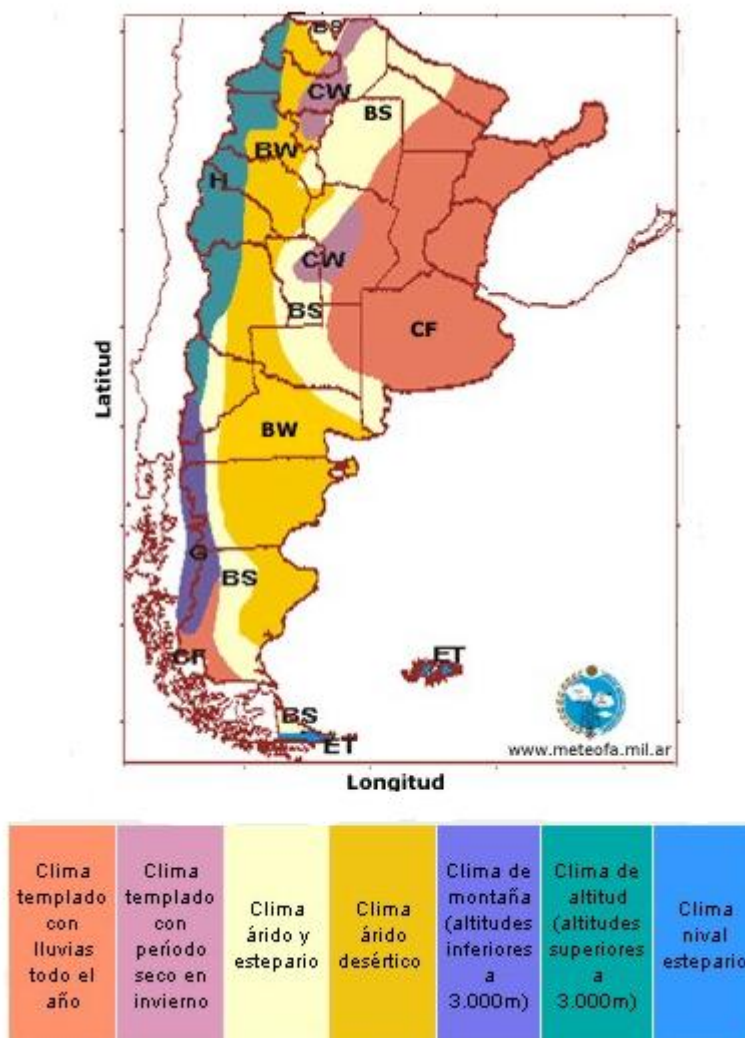 BS
CW
BS
BW
H
CW
BS
CF
BW
G
BS
CF
ET
BS
ET
www.meteofa.mil.ar
Latitud
Longitud
Clima
templado
con
lluvias
todo el
año
Clima
templado
con
período
seco en
invierno
Clima
árido y
estepario
Clima
árido
desértico
Clima de
montaña
(altitudes
inferiores
a
3.000m)
Clima de
altitud
(altitudes
superiores
a
3.000m)
Clima
nival
estepario